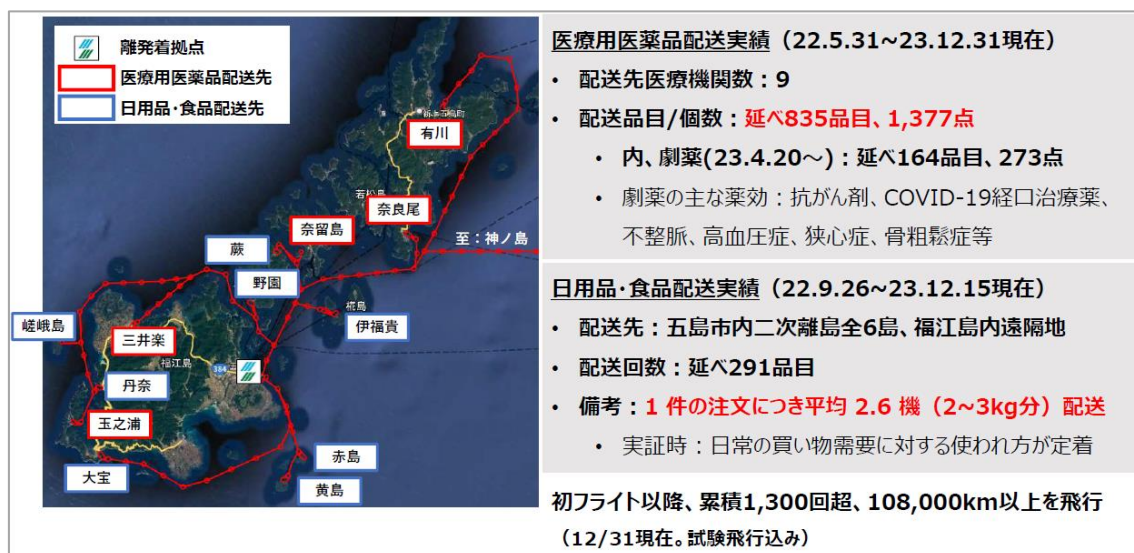 離発着拠点
医療用医薬品配送先
日用品・食品配送先
新上五島町
有川
若松島
奈良尾
奈留島
至：神ノ島
蕨
野園
椛島
伊福貴
嵯峨島
三井楽
福江島
384
丹奈
玉之浦
大宝
赤島
黄島
医療用医薬品配送実績（22.5.31~23.12.31現在）
• 配送先医療機関数：9
• 配送品目/個数：延べ835品目、1,377点
• 内、劇薬(23.4.20～)：延べ164品目、273点
• 劇薬の主な薬効：抗がん剤、COVID-19経口治療薬、
不整脈、高血圧症、狭心症、骨粗鬆症等
日用品・食品配送実績（22.9.26~23.12.15現在）
• 配送先：五島市内二次離島全6島、福江島内遠隔地
• 配送回数：延べ291品目
• 備考：1 件の注文につき平均 2.6 機（2~3kg分）配送
• 実証時：日常の買い物需要に対する使われ方が定着
初フライト以降、累積1,300回超、108,000km以上を飛行
（12/31現在。試験飛行込み）